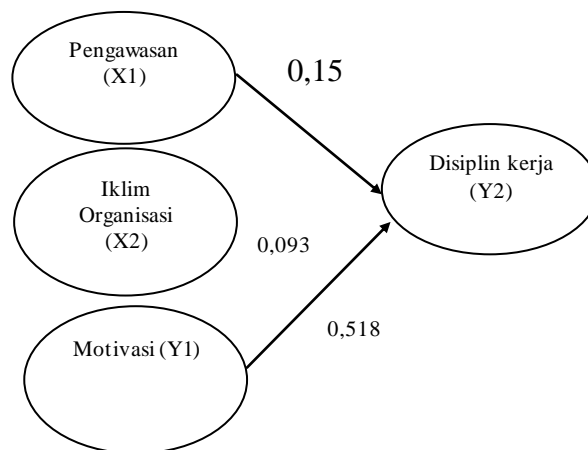 Pengawasan
(X1)
0,15
Disiplin kerja
(Y2)
Iklim
Organisasi
(X2)
0,093
0,518
Motivasi (Y1)